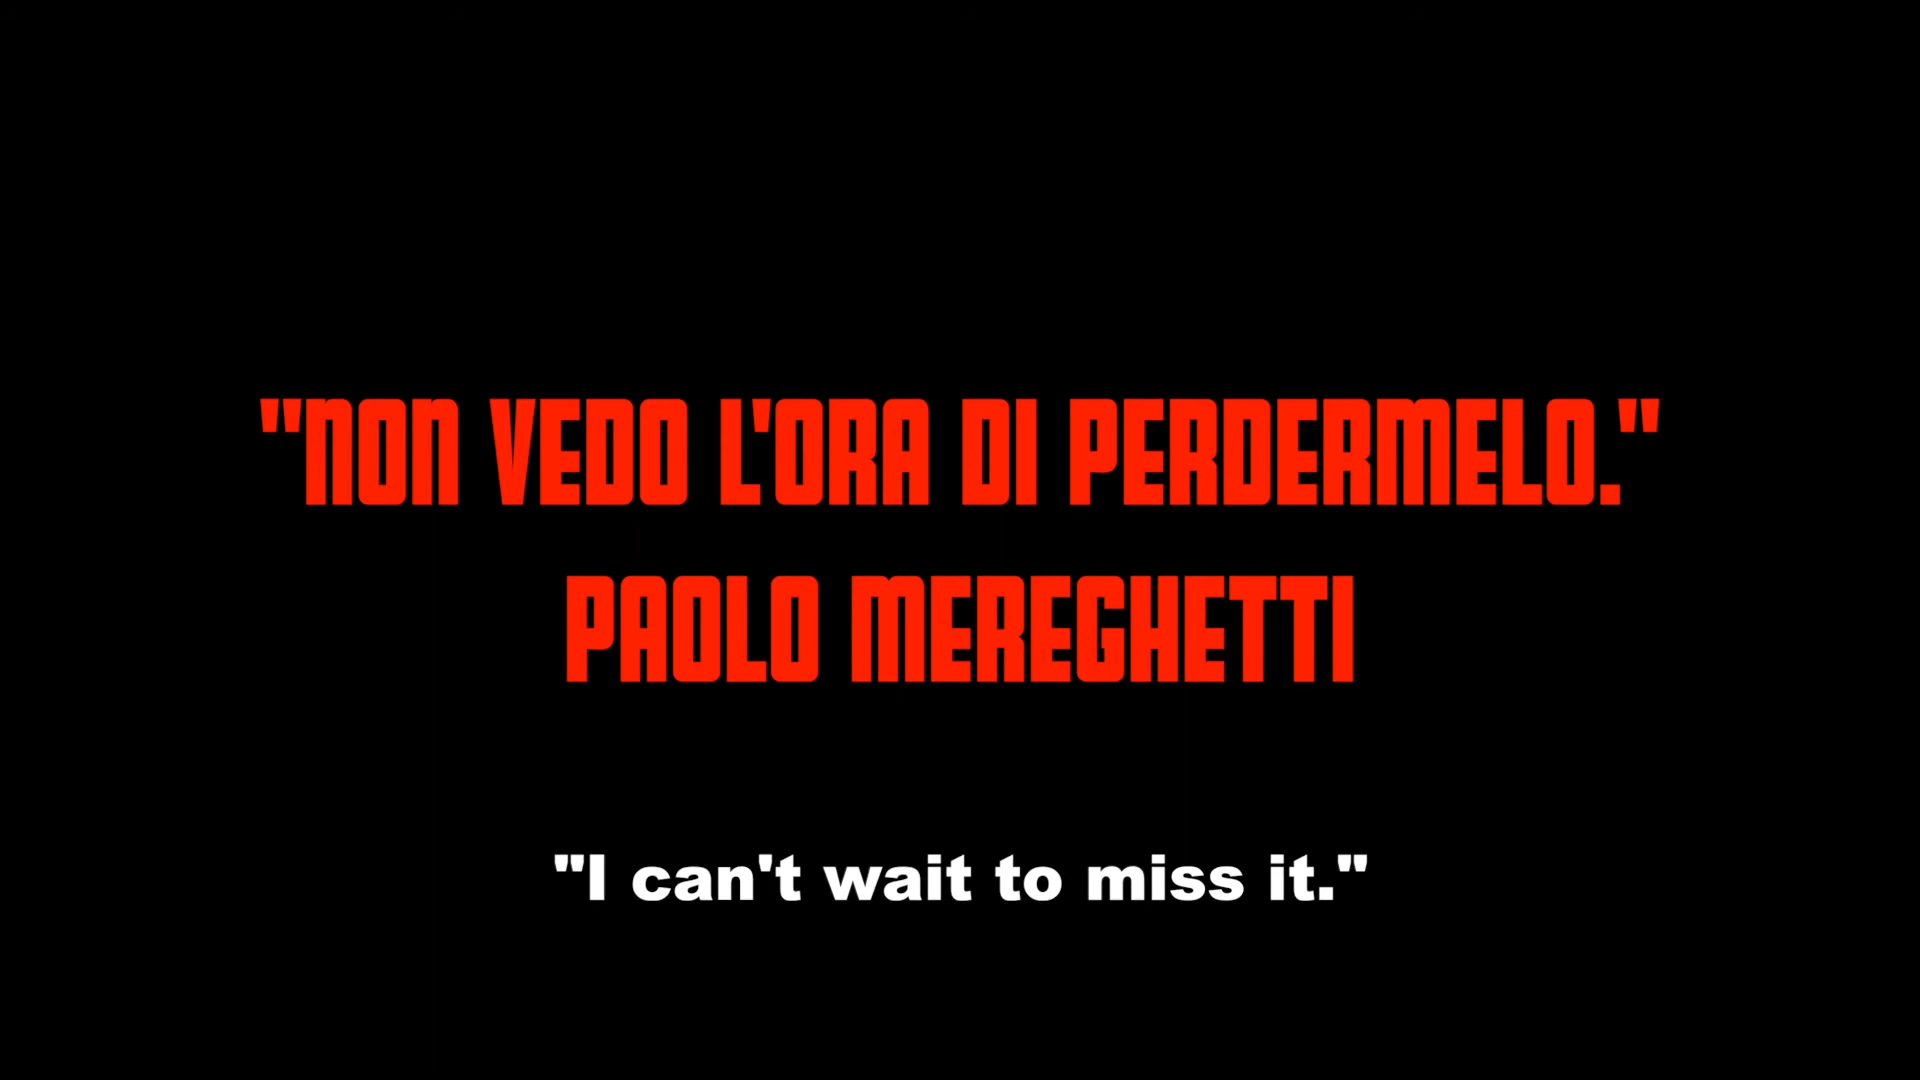 "NON VEDO L'ORA DI PERDERMELO."
PAOLO MEREGHETTI
"I can't wait to miss it."